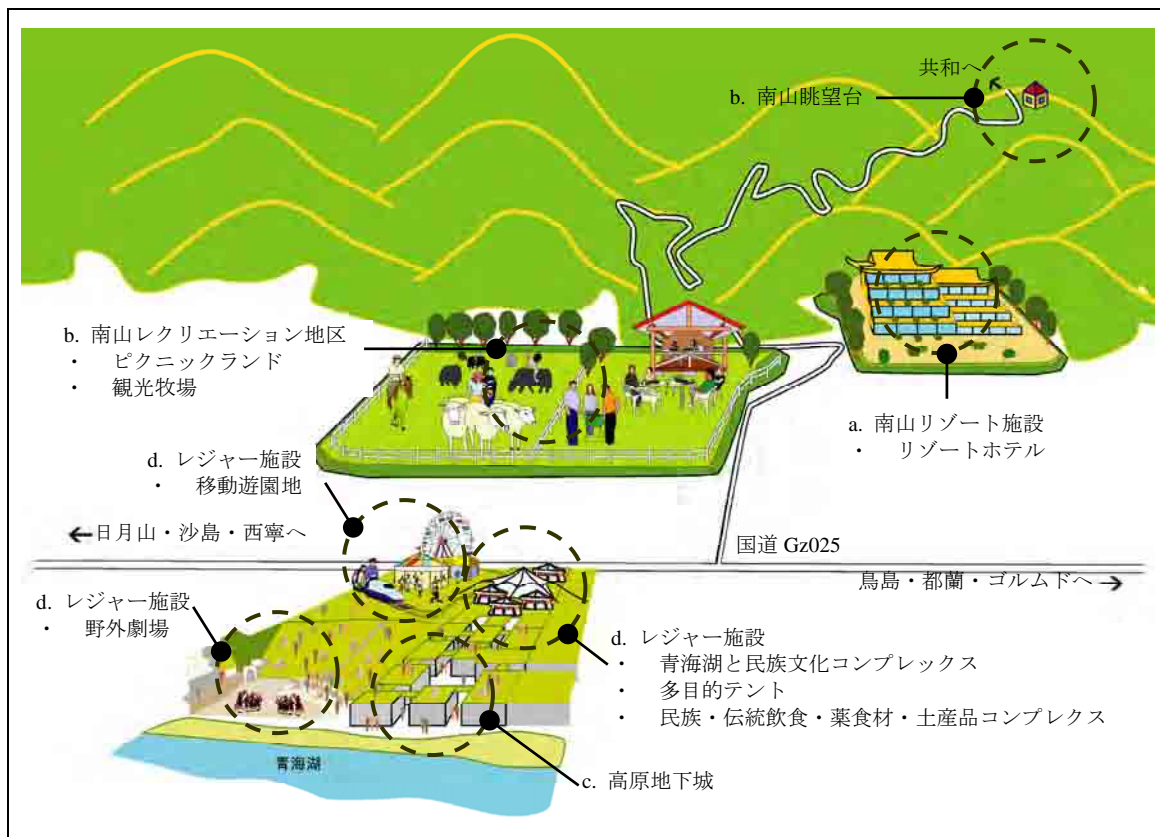 共和へ
b. 南山眺望台
b. 南山レクリエーション地区
・ ピクニックランド
・ 観光牧場
a. 南山リゾート施設
・ リゾートホテル
d. レジャー施設
・ 移動遊園地
←日月山・沙島・西寧へ
国道 Gz025
鳥島・都蘭・ゴルムドへ→
d. レジャー施設
・ 野外劇場
d. レジャー施設
・ 青海湖と民族文化コンプレックス
・ 多目的テント
・ 民族・伝統飲食・薬食材・土産品コンプレクス
青海湖
c. 高原地下城